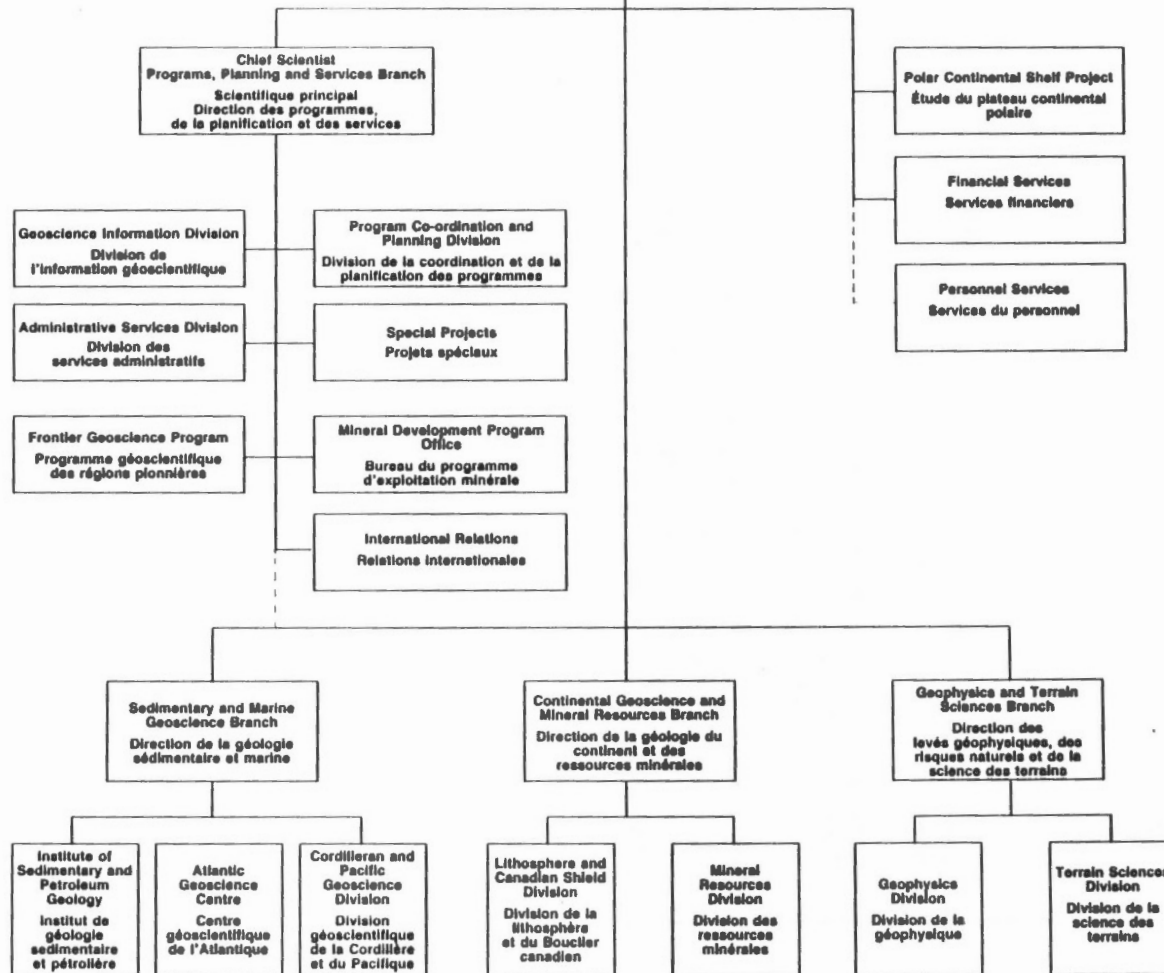 Chief Scientist
Programs, Planning and Services Branch
Scientifique principal
Direction des programmes,
de la planification et des services
Polar Continental Shelf Project
Étude du plateau continental
polaire
Financial Services
Services financiers
Personnel Services
Services du personnel
Geoscience Information Division
Division de
l'information géoscientifique
Program Co-ordination and
Planning Division
Division de la coordination et de la
planification des programmes
Administrative Services Division
Division des
services administratifs
Special Projects
Projets spéciaux
Frontier Geoscience Program
Programme géoscientifique
des régions pionnières
Mineral Development Program
Office
Bureau du programme
d'exploitation minérale
International Relations
Relations internationales
Sedimentary and Marine
Geoscience Branch
Direction de la géologie
sédimentaire et marine
Continental Geoscience and
Mineral Resources Branch
Direction de la géologie du
continent et des
ressources minérales
Geophysics and Terrain
Sciences Branch
Direction des
levés géophysiques, des
risques naturels et de la
science des terrains
Institute of
Sedimentary and
Petroleum
Geology
Institut de
géologie
sedimentaire
et pétrolière
Atlantic
Geoscience
Centre
Centre
géoscientifique
de l'Atlantique
Cordilleran and
Pacific
Geoscience
Division
Division
géoscientifique
de la Cordillère
et du Pacifique
Lithosphere and
Canadian Shield
Division
Division de la
lithosphère
et du Bouclier
canadien
Mineral
Resources
Division
Division des
ressources
minérales
Geophysics
Division
Division de la
géophysique
Terrain Sciences
Division
Division de la
science des
terrains